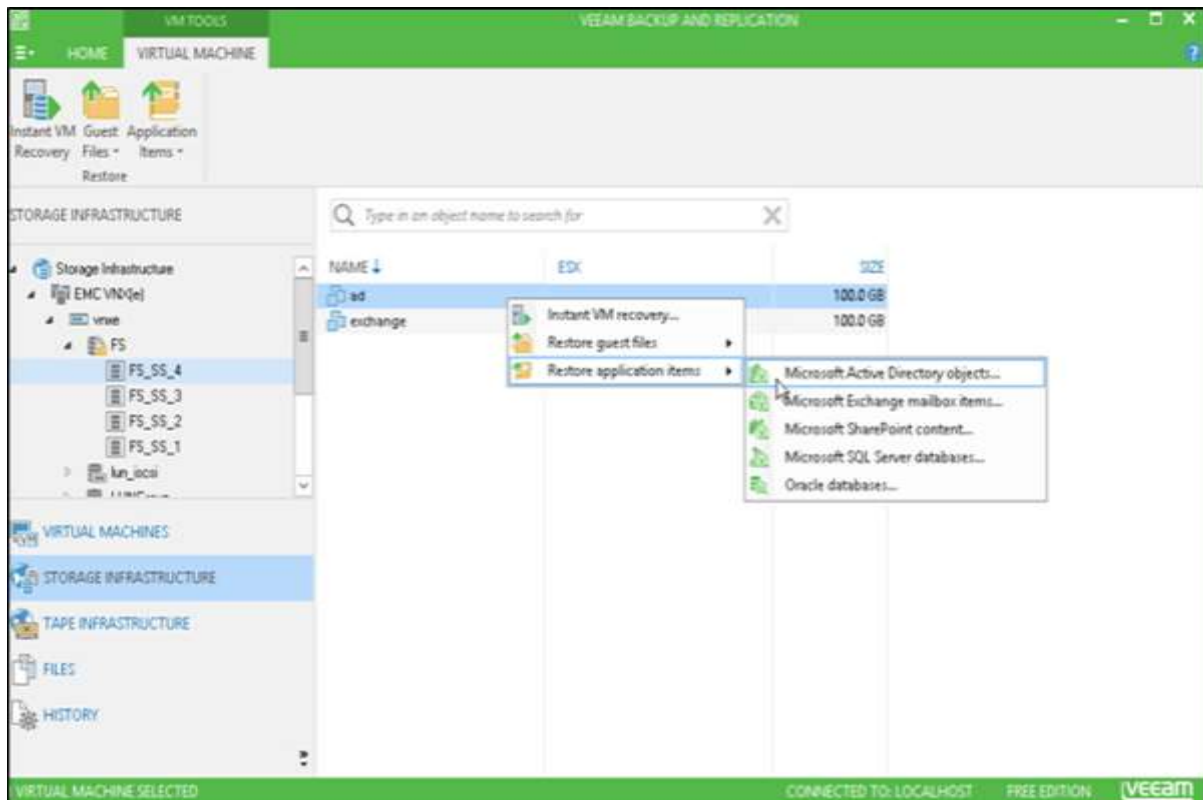 VM TOOLS
VEEAM BACKUP AND REPLICATION
HOME VIRTUAL MACHINE
Instant VM Recovery
Guest Files
Application Items
Restore
STORAGE INFRASTRUCTURE
Type in an object name to search for
Storage Infrastructure
EMC VNX[e]
vnxe
FS
FS_SS_4
FS_SS_3
FS_SS_2
FS_SS_1
lun_iscsi
NAME ESX SIZE
ad 100.0 GB
exchange 100.0 GB
Instant VM recovery...
Restore guest files
Restore application items
Microsoft Active Directory objects...
Microsoft Exchange mailbox items...
Microsoft SharePoint content...
Microsoft SQL Server databases...
Oracle databases...
VIRTUAL MACHINES
STORAGE INFRASTRUCTURE
TAPE INFRASTRUCTURE
FILES
HISTORY
VIRTUAL MACHINE SELECTED
CONNECTED TO: LOCALHOST FREE EDITION veeam